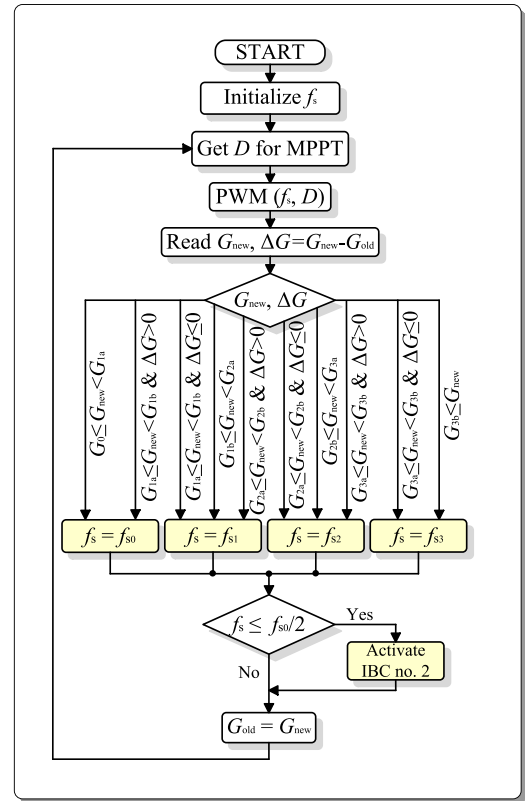 START
Initialize fs
Get D for MPPT
PWM (fs, D)
Read Gnew, ΔG=Gnew-Gold
Gnew, ΔG
G0≤Gnew<G1a
G1a≤Gnew<G1b & ΔG>0
G1a≤Gnew<G1b & ΔG≤0
G1b≤Gnew<G2a
G2a≤Gnew<G2b & ΔG>0
G2a≤Gnew<G2b & ΔG≤0
G2b≤Gnew<G3a
G3a≤Gnew<G3b & ΔG>0
G3a≤Gnew<G3b & ΔG≤0
G3b≤Gnew
fs = fs0
fs = fs1
fs = fs2
fs = fs3
fs ≤ fs0/2
Yes
Activate
IBC no. 2
No
Gold = Gnew